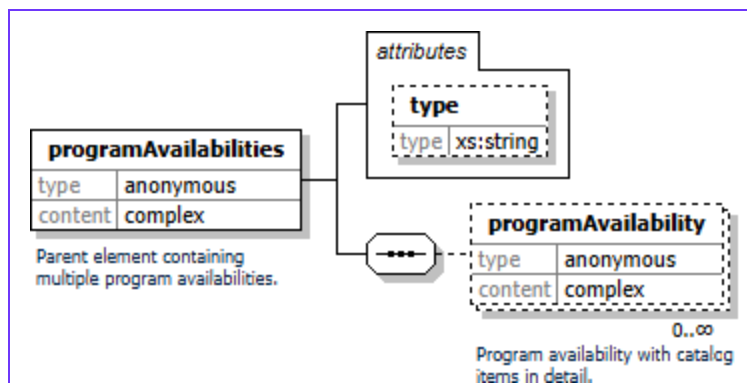 attributes
type
type xs:string
programAvailabilities
type anonymous
content complex
Parent element containing
multiple program availabilities.
programAvailability
type anonymous
content complex
0..∞
Program availability with catalog
items in detail.